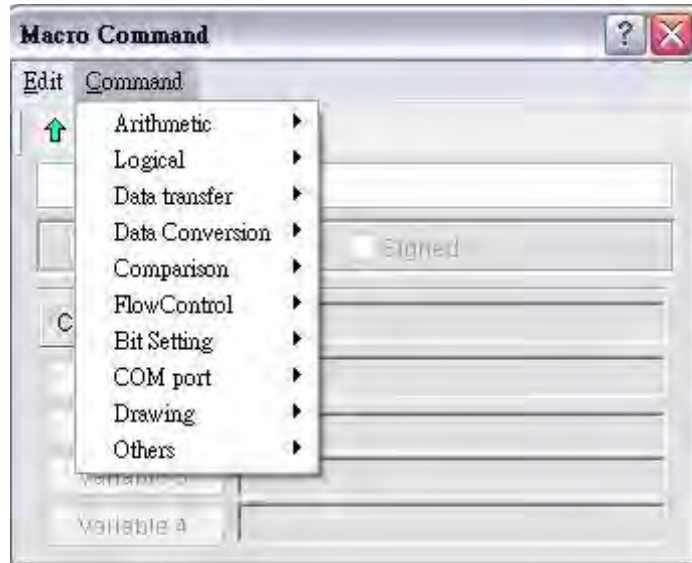 Macro Command
?
Edit Command
Arithmetic
Logical
Data transfer
Data Conversion
Signed
Comparison
FlowControl
C
Bit Setting
COM port
Drawing
Others
Variable 4